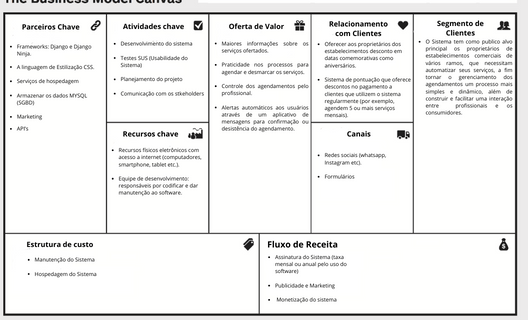 The Business Model Canvas
Parceiros Chave
Frameworks: Django e Django
Ninja.
A linguagem de Estilização CSS.
Serviços de hospedagem
Armazenar os dados MYSQL
(SGBD)
Marketing
API's
Atividades chave
Desenvolvimento do sistema
Testes SUS (Usabilidade do
Sistema)
Planejamento do projeto
Comunicação com os stkeholders
Recursos chave
Recursos físicos eletrônicos com
acesso a internet (computadores,
smartphone, tablet etc.).
Equipe de desenvolvimento:
responsáveis por codificar e dar
manutenção ao software.
Oferta de Valor
Maiores informações sobre os
serviços ofertados.
Praticidade nos processos para
agendar e desmarcar os serviços.
Controle dos agendamentos pelo
profissional.
Alertas automáticos aos usuários
através de um aplicativo de
mensagens para confirmação ou
desistência do agendamento.
Relacionamento
com Clientes
Oferecer aos proprietários dos
estabelecimentos descontos em
datas comemorativas como
aniversários.
Sistema de pontuação que oferece
descontos no pagamento a
clientes que utilizem o sistema
regularmente (por exemplo,
agendem 5 ou mais serviços
mensais).
Canais
Redes sociais (whatsapp,
Instagram etc).
Formulários
Segmento de
Clientes
O Sistema tem como publico alvo
principal os proprietários de
estabelecimentos comerciais de
vários ramos, que necessitam
automatizar seus serviços, a fim
tornar o gerenciamento dos
agendamentos um processo mais
simples e dinâmico, além de
construir e facilitar uma interação
entre profissionais e os
consumidores.
Estrutura de custo
Manutenção do Sistema
Hospedagem do Sistema
Fluxo de Receita
Assinatura do Sistema (taxa
mensal ou anual pelo uso do
software)
Publicidade e Marketing
Monetização do sistema